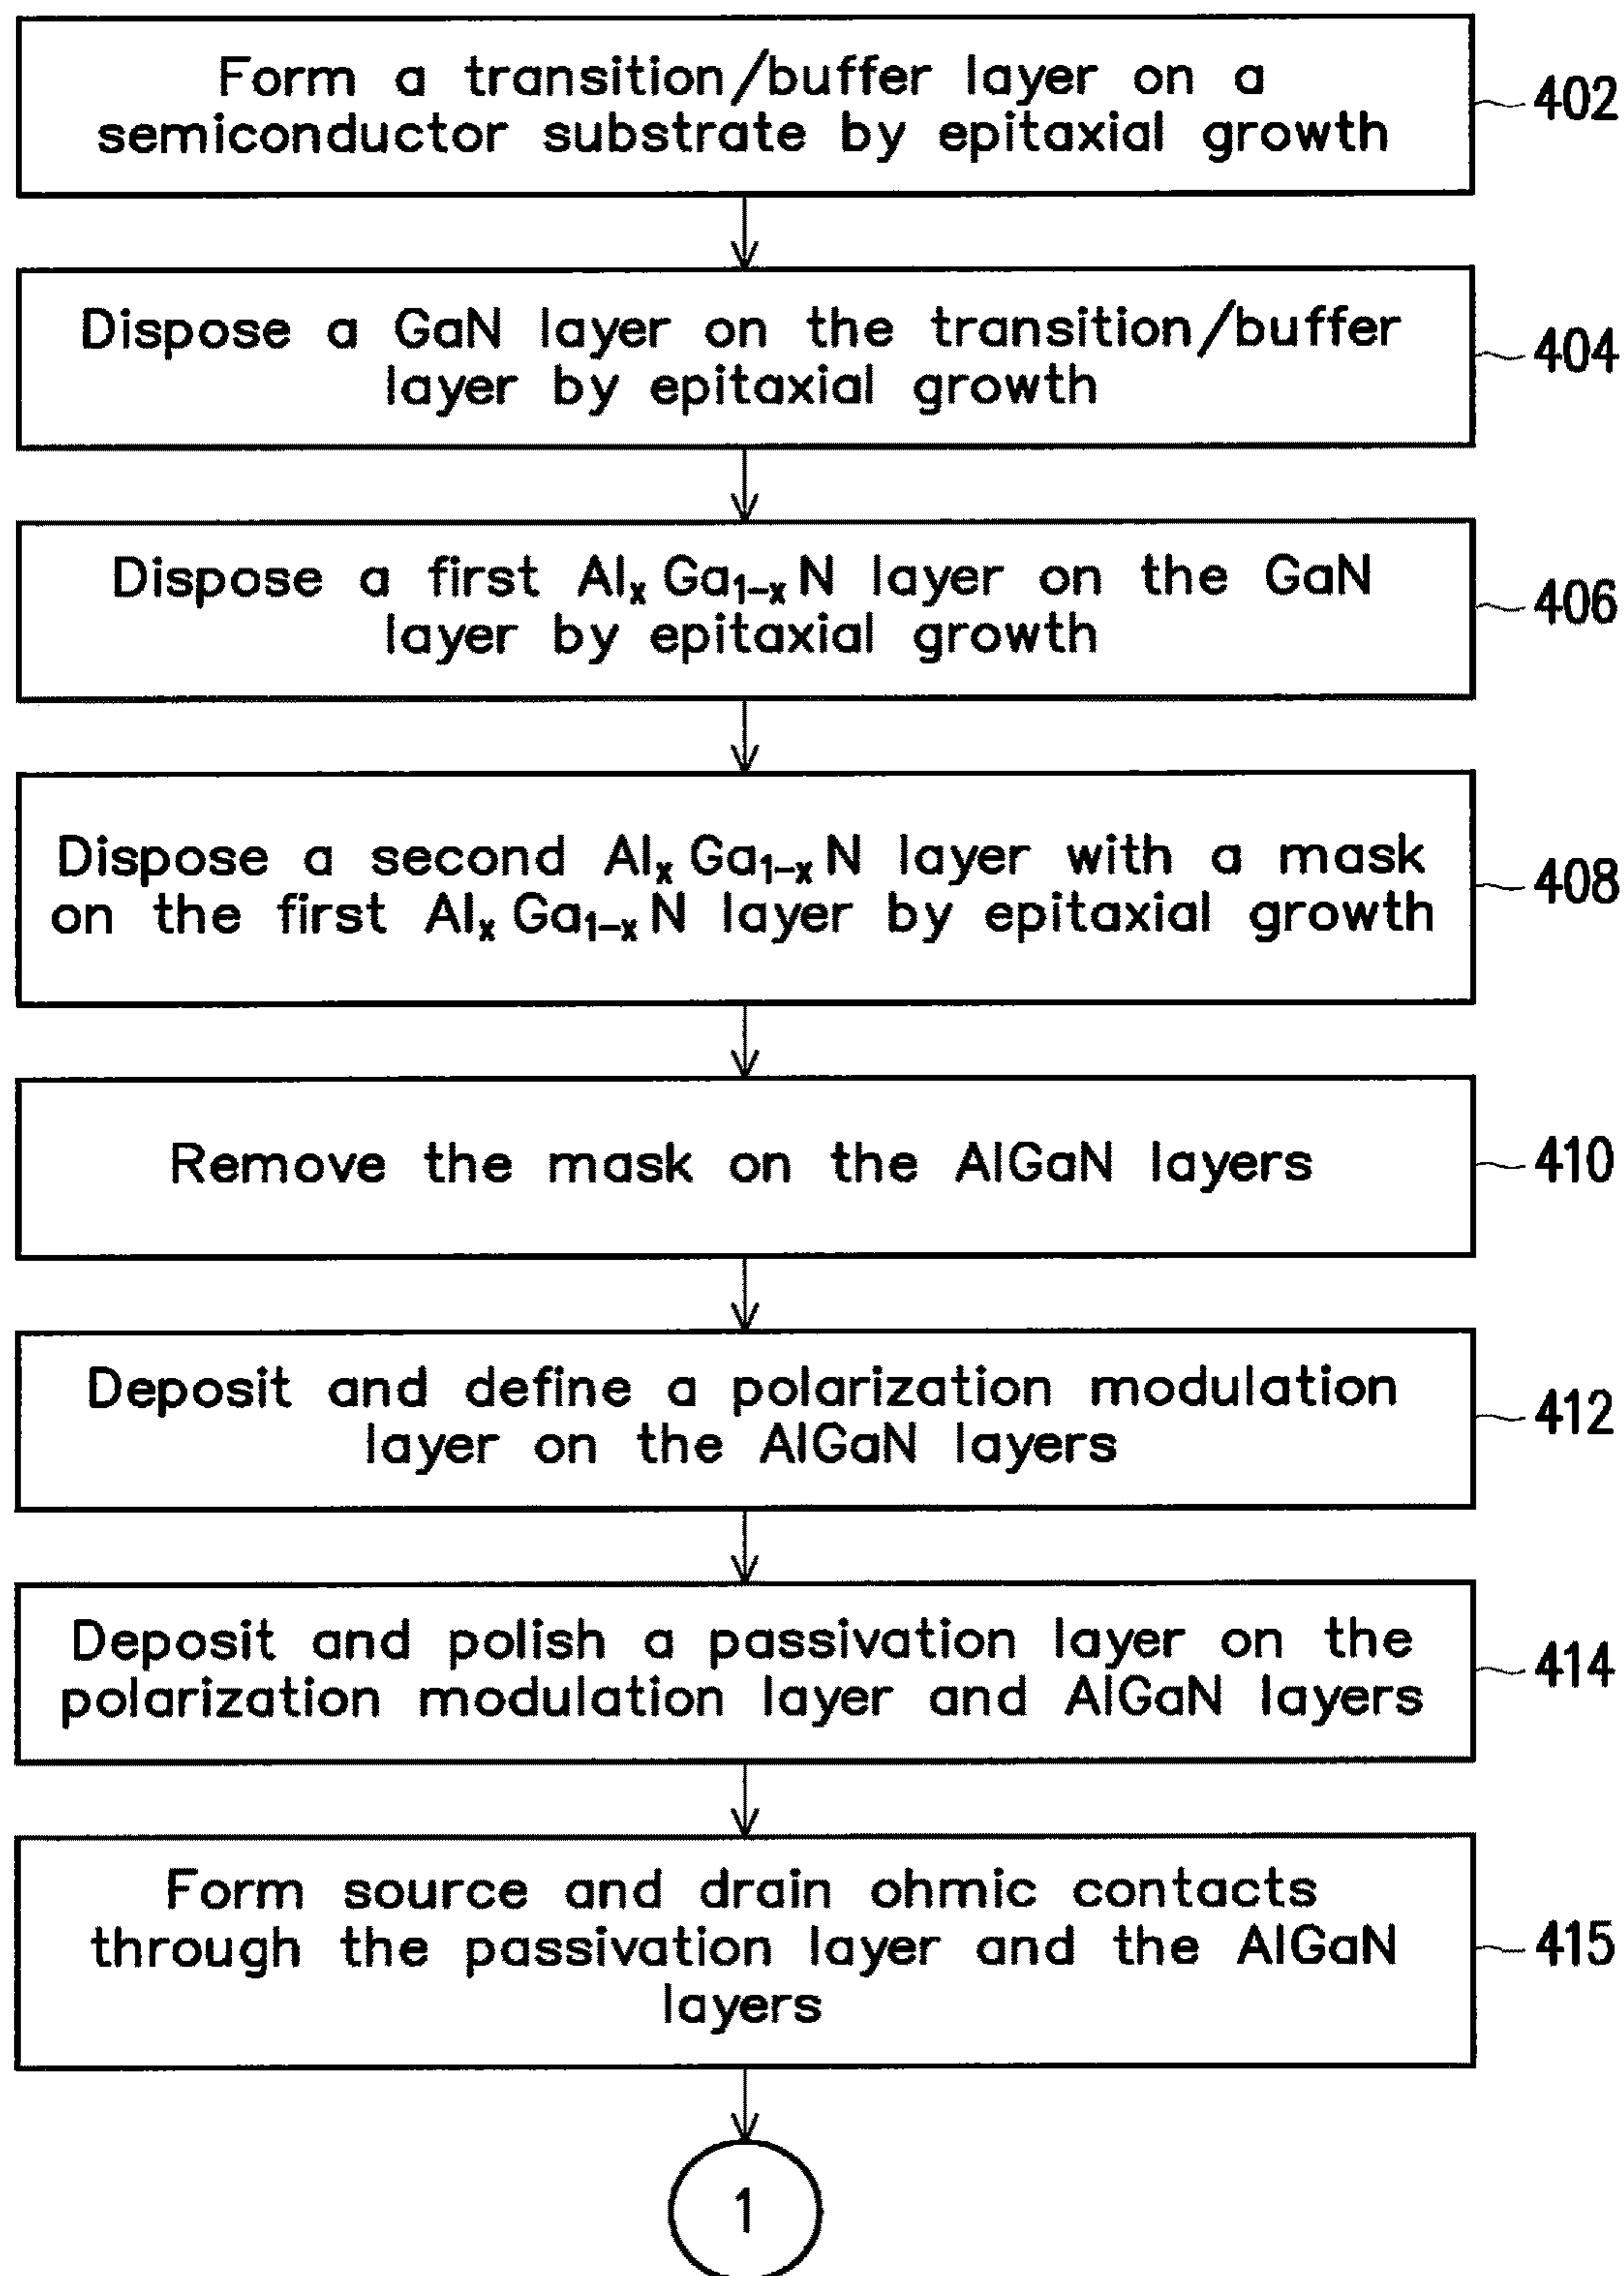 Form a transition/buffer layer on a
semiconductor substrate by epitaxial growth
402
Dispose a GaN layer on the transition/buffer
layer by epitaxial growth
404
Dispose a first AlₓGa₁₋ₓN layer on the GaN
layer by epitaxial growth
406
Dispose a second AlₓGa₁₋ₓN layer with a mask
on the first AlₓGa₁₋ₓN layer by epitaxial growth
408
Remove the mask on the AlGaN layers
410
Deposit and define a polarization modulation
layer on the AlGaN layers
412
Deposit and polish a passivation layer on the
polarization modulation layer and AlGaN layers
414
Form source and drain ohmic contacts
through the passivation layer and the AlGaN
layers
415
1